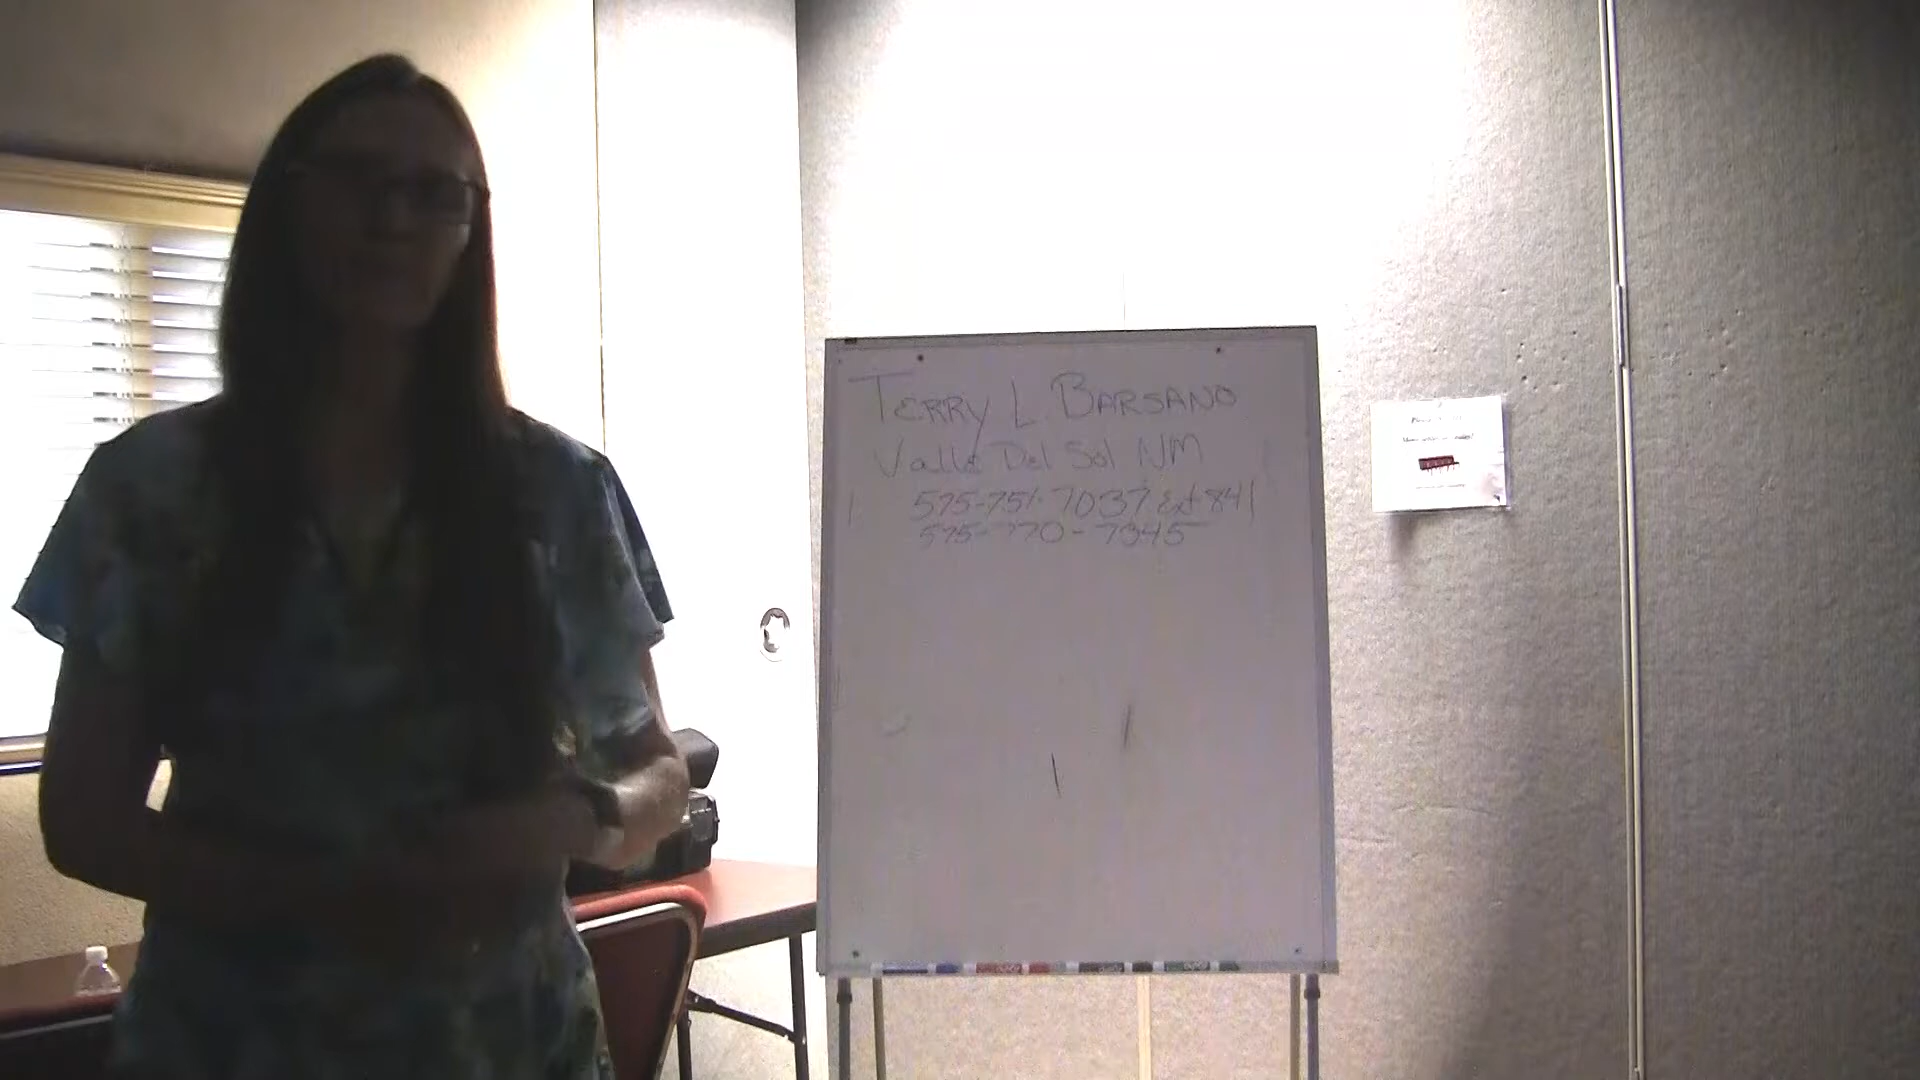 TERRY L. BARSANO
Valle Del Sol NM
575-751-7037 Ext 841
575-770-7345